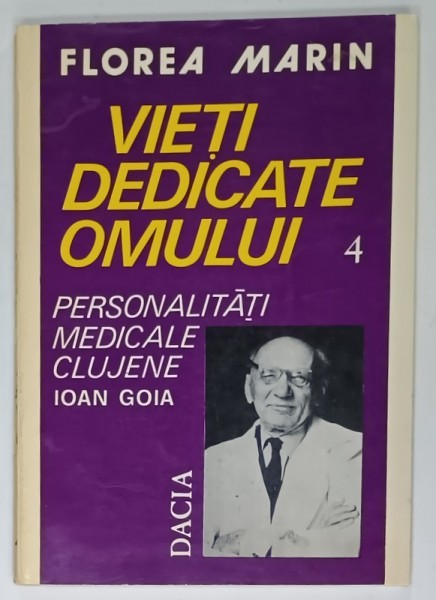 FLOREA MARIN
VIEȚI
DEDICATE
OMULUI 4
PERSONALITĂȚI
MEDICALE
CLUJENE
IOAN GOIA
DACIA